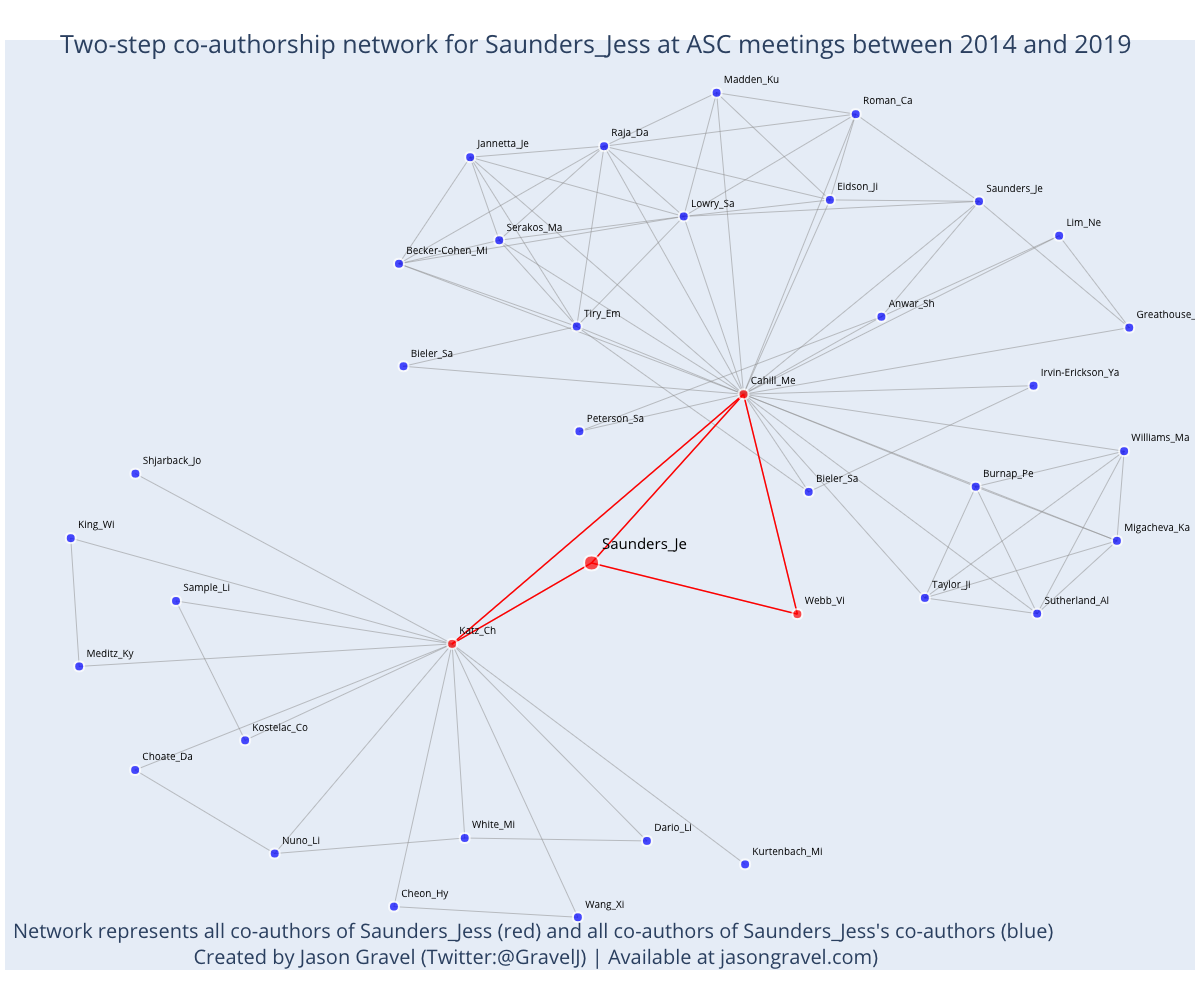 Two-step co-authorship network for Saunders_Jess at ASC meetings between 2014 and 2019
Madden_Ku
Roman_Ca
Raja_Da
Jannetta_Je
Eidson_Ji
Saunders_Je
Lowry_Sa
Lim_Ne
Serakos_Ma
Becker-Cohen_Mi
Anwar_Sh
Tiry_Em
Greathouse_
Bieler_Sa
Irvin-Erickson_Ya
Cahill_Me
Peterson_Sa
Williams_Ma
Shjarback_Jo
Burnap_Pe
Bieler_Sa
King_Wi
Migacheva_Ka
Saunders_Je
Sample_Li
Taylor_Ji
Webb_Vi
Sutherland_Al
Katz_Ch
Meditz_Ky
Kostelac_Co
Choate_Da
White_Mi
Dario_Li
Nuno_Li
Kurtenbach_Mi
Cheon_Hy
Wang_Xi
Network represents all co-authors of Saunders_Jess (red) and all co-authors of Saunders_Jess's co-authors (blue)
Created by Jason Gravel (Twitter:@GravelJ) | Available at jasongravel.com)